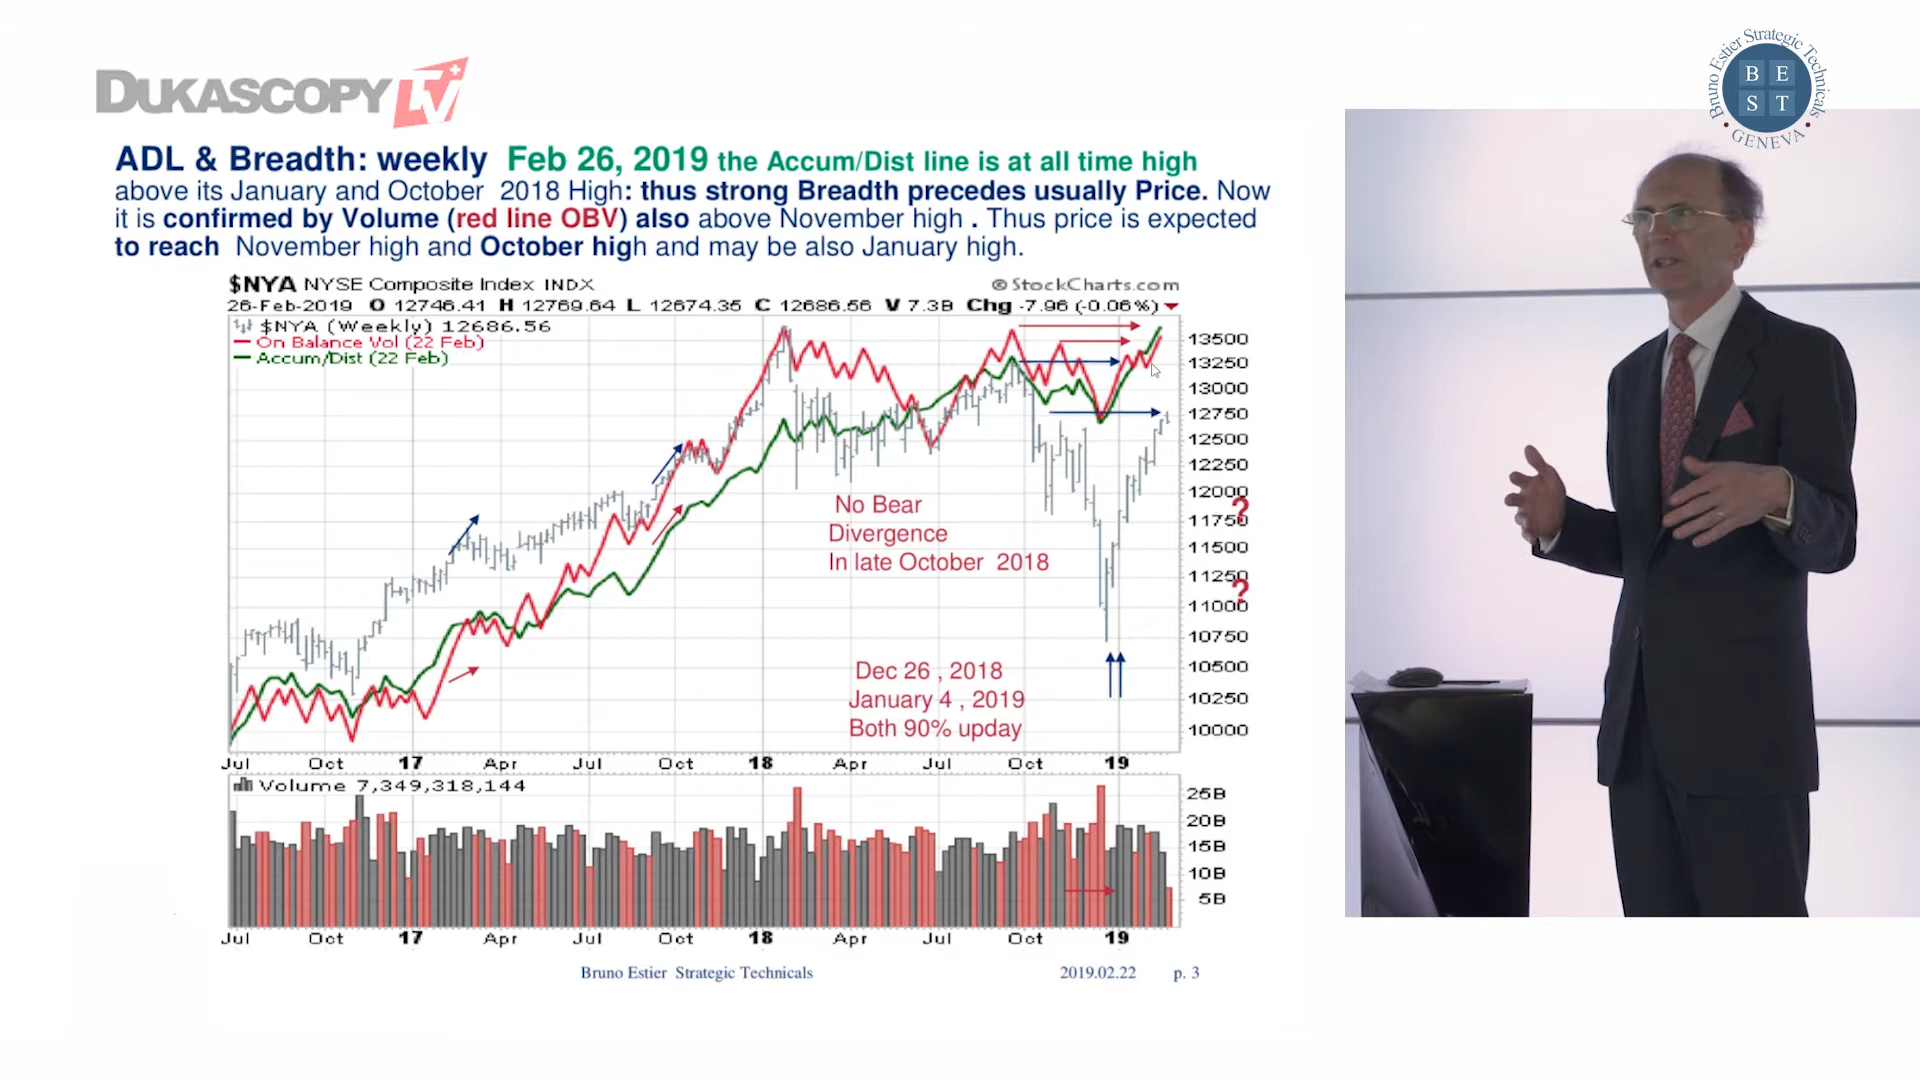 DUKASCOPY TV+
Bruno Estier Strategic Technicals
B E
S T
• GENEVA •
ADL & Breadth: weekly Feb 26, 2019 the Accum/Dist line is at all time high
above its January and October 2018 High: thus strong Breadth precedes usually Price. Now
it is confirmed by Volume (red line OBV) also above November high . Thus price is expected
to reach November high and October high and may be also January high.
$NYA NYSE Composite Index INDX © StockCharts.com
26-Feb-2019 O 12746.41 H 12769.64 L 12674.35 C 12686.56 V 7.3B Chg -7.96 (-0.06%)
$NYA (Weekly) 12686.56
On Balance Vol (22 Feb)
Accum/Dist (22 Feb)
13500
13250
13000
12750
12500
12250
12000
11750
11500
11250
11000
10750
10500
10250
10000
?
?
No Bear
Divergence
In late October 2018
Dec 26 , 2018
January 4 , 2019
Both 90% upday
Jul Oct 17 Apr Jul Oct 18 Apr Jul Oct 19
Volume 7,349,318,144
25B
20B
15B
10B
5B
Jul Oct 17 Apr Jul Oct 18 Apr Jul Oct 19
Bruno Estier Strategic Technicals 2019.02.22 p. 3